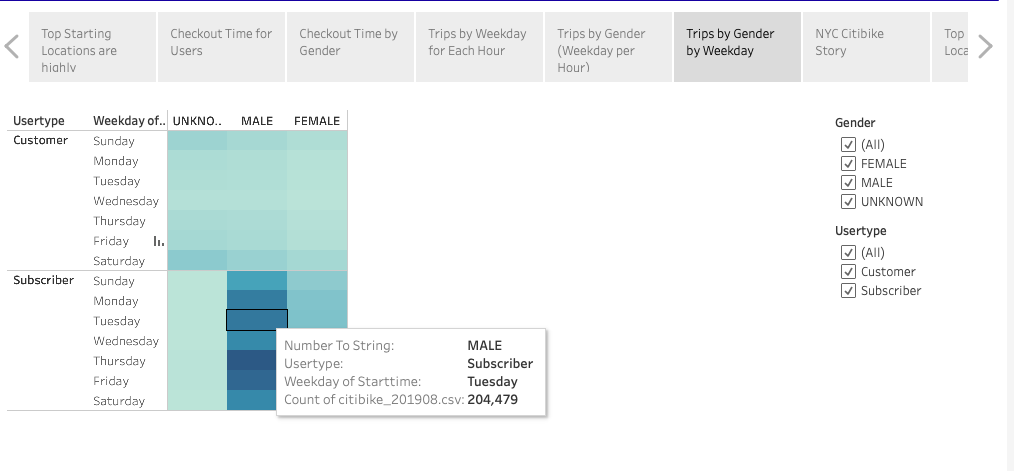 Top Starting
Locations are
highly
Checkout Time for
Users
Checkout Time by
Gender
Trips by Weekday
for Each Hour
Trips by Gender
(Weekday per
Hour)
Trips by Gender
by Weekday
NYC Citibike
Story
Top
Loca
Usertype Weekday of.. UNKNO.. MALE FEMALE
Customer Sunday
Monday
Tuesday
Wednesday
Thursday
Friday
Saturday
Subscriber Sunday
Monday
Tuesday
Wednesday
Thursday
Friday
Saturday
Number To String: MALE
Usertype: Subscriber
Weekday of Starttime: Tuesday
Count of citibike_201908.csv: 204,479
Gender
(All)
FEMALE
MALE
UNKNOWN
Usertype
(All)
Customer
Subscriber